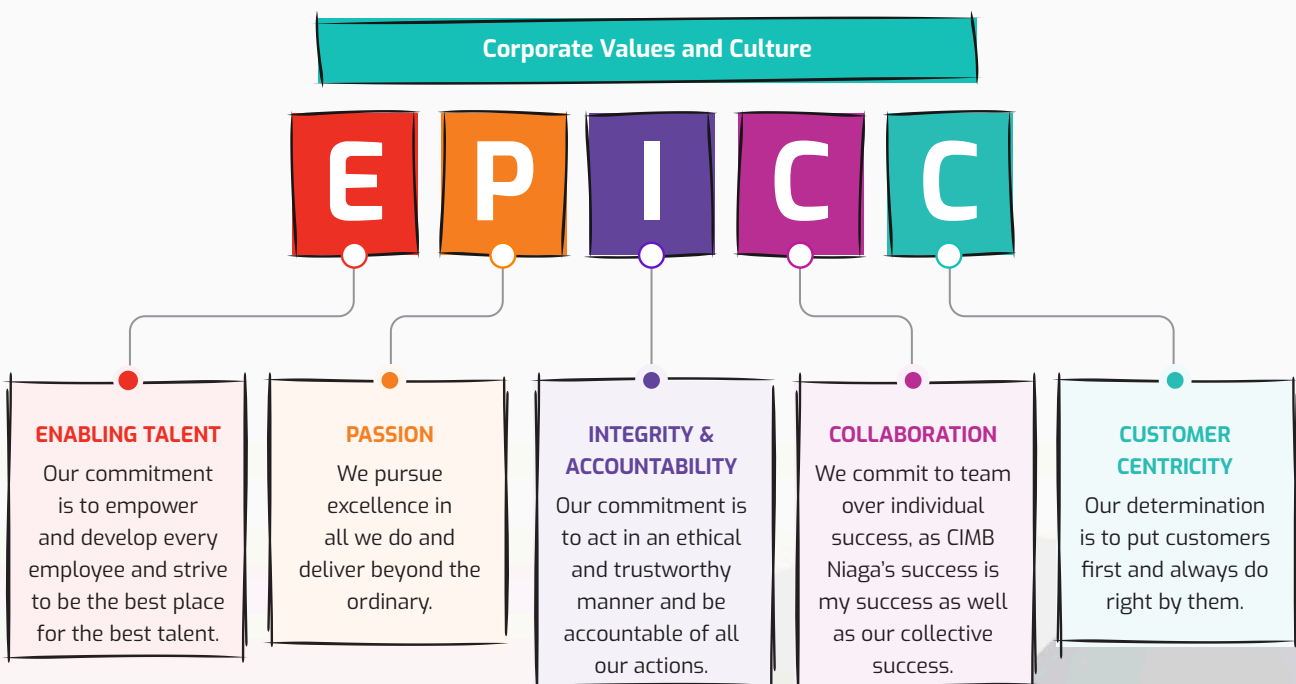 Corporate Values and Culture
E P I C C
ENABLING TALENT
Our commitment
is to empower
and develop every
employee and strive
to be the best place
for the best talent.
PASSION
We pursue
excellence in
all we do and
deliver beyond the
ordinary.
INTEGRITY &
ACCOUNTABILITY
Our commitment is
to act in an ethical
and trustworthy
manner and be
accountable of all
our actions.
COLLABORATION
We commit to team
over individual
success, as CIMB
Niaga's success is
my success as well
as our collective
success.
CUSTOMER
CENTRICITY
Our determination
is to put customers
first and always do
right by them.